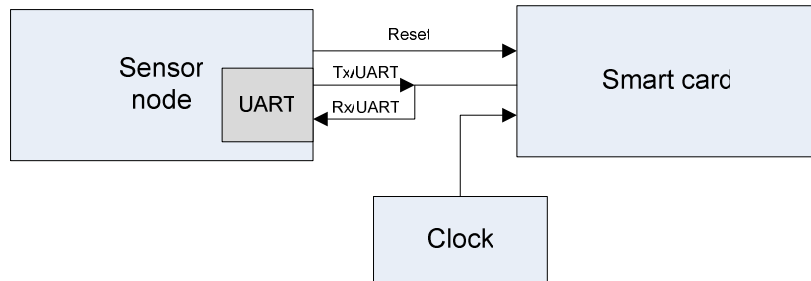 Reset
Sensor
node
Tx/UART
UART
Rx/UART
Smart card
Clock